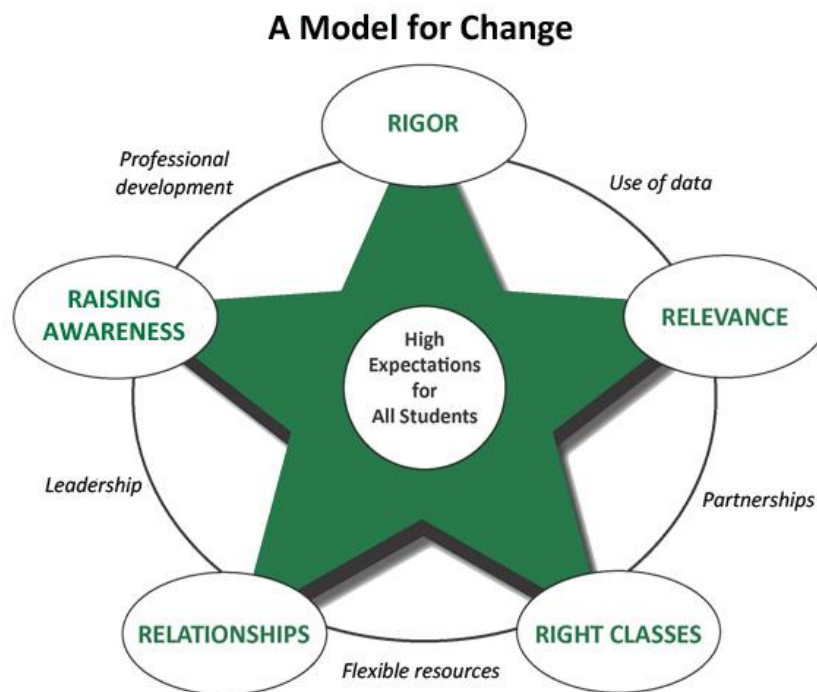 A Model for Change
RIGOR
Professional
development
Use of data
RAISING
AWARENESS
RELEVANCE
High
Expectations
for
All Students
Leadership
Partnerships
RELATIONSHIPS
RIGHT CLASSES
Flexible resources